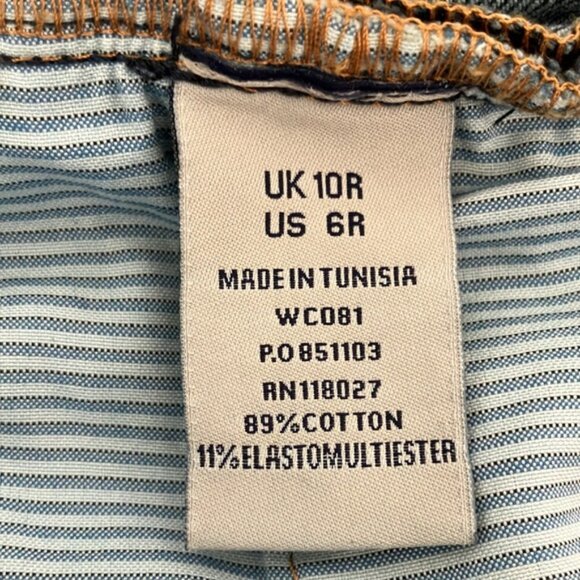 UK 10R
US 6R
MADE IN TUNISIA
WC081
P.O 851103
RN118027
89%COTTON
11%ELASTOMULTIESTER